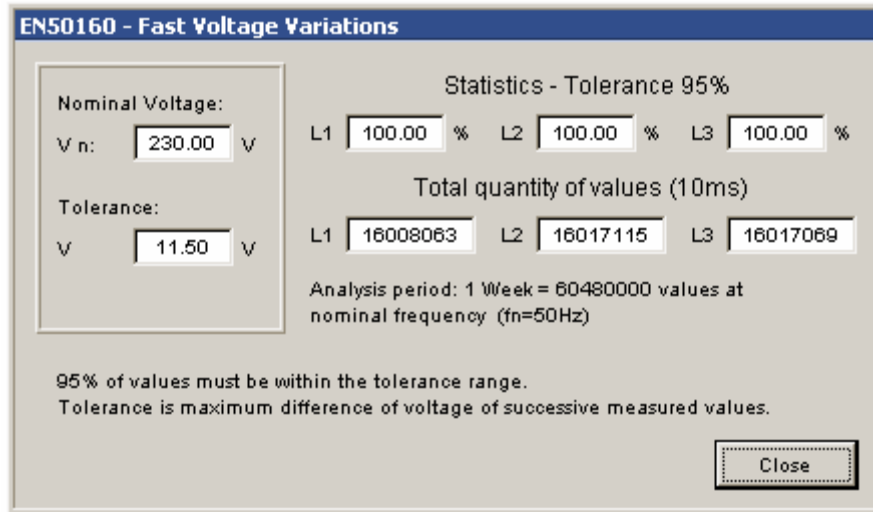 EN50160 - Fast Voltage Variations
Nominal Voltage:
V n: 230.00 V
Tolerance:
V 11.50 V
Statistics - Tolerance 95%
L1 100.00 % L2 100.00 % L3 100.00 %
Total quantity of values (10ms)
L1 16008063 L2 16017115 L3 16017069
Analysis period: 1 Week = 60480000 values at
nominal frequency (fn=50Hz)
95% of values must be within the tolerance range.
Tolerance is maximum difference of voltage of successive measured values.
Close